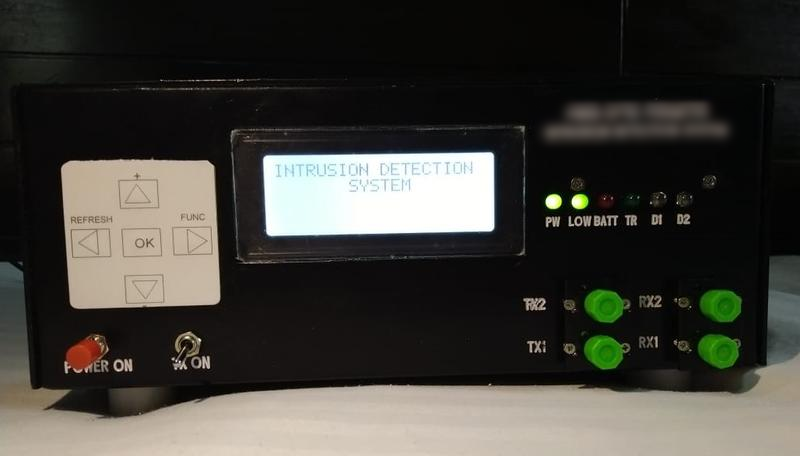 INTRUSION DETECTION
SYSTEM
+
REFRESH
FUNC
OK
-
POWER ON
ON
PW LOW BATT TR D1 D2
TX2
RX2
TX1
RX1